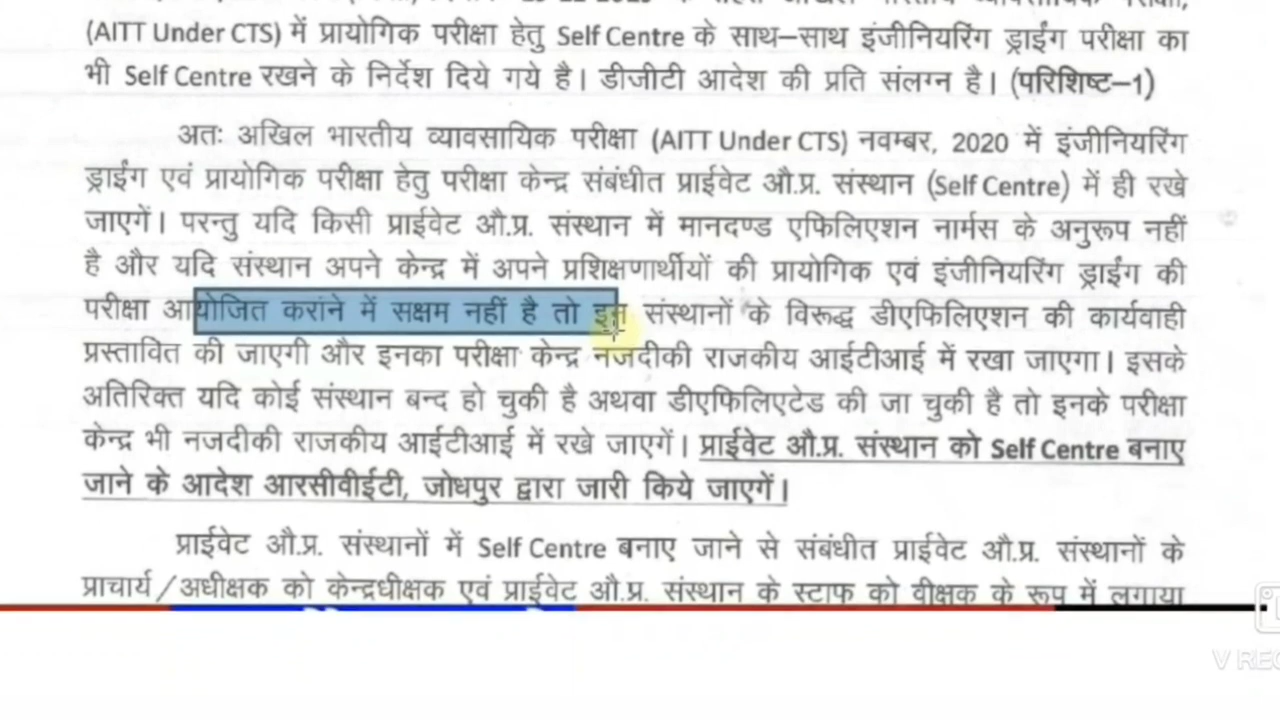 (AITT Under CTS) में प्रायोगिक परीक्षा हेतु Self Centre के साथ–साथ इंजीनियरिंग ड्राईंग परीक्षा का
भी Self Centre रखने के निर्देश दिये गये है। डीजीटी आदेश की प्रति संलग्न है। (परिशिष्ट–1)
अतः अखिल भारतीय व्यावसायिक परीक्षा (AITT Under CTS) नवम्बर, 2020 में इंजीनियरिंग
ड्राईंग एवं प्रायोगिक परीक्षा हेतु परीक्षा केन्द्र संबंधीत प्राईवेट औ.प्र. संस्थान (Self Centre) में ही रखे
जाएगें। परन्तु यदि किसी प्राईवेट औ.प्र. संस्थान में मानदण्ड एफिलिएशन नार्मस के अनुरूप नहीं
है और यदि संस्थान अपने केन्द्र में अपने प्रशिक्षणार्थीयों की प्रायोगिक एवं इंजीनियरिंग ड्राईंग की
परीक्षा आयोजित करांने में सक्षम नहीं है तो इन संस्थानों के विरूद्ध डीएफिलिएशन की कार्यवाही
प्रस्तावित की जाएगी और इनका परीक्षा केन्द्र नजदीकी राजकीय आईटीआई में रखा जाएगा। इसके
अतिरिक्त यदि कोई संस्थान बन्द हो चुकी है अथवा डीएफिलिएटेड की जा चुकी है तो इनके परीक्षा
केन्द्र भी नजदीकी राजकीय आईटीआई में रखे जाएगें। प्राईवेट औ.प्र. संस्थान को Self Centre बनाए
जाने के आदेश आरसीवीईटी, जोधपुर द्वारा जारी किये जाएगें।
प्राईवेट औ.प्र. संस्थानों में Self Centre बनाए जाने से संबंधीत प्राईवेट औ.प्र. संस्थानों के
प्राचार्य/अधीक्षक को केन्द्रधीक्षक एवं प्राईवेट औ.प्र. संस्थान के स्टाफ को वीक्षक के रूप में लगाया
V REC